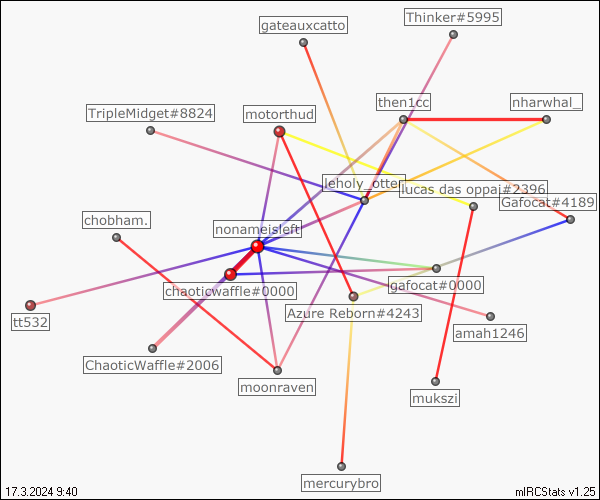 Thinker#5995
gateauxcatto
then1cc
nharwhal_
TripleMidget#8824
motorthud
leholy_otter
lucas das oppai#2396
Gafocat#4189
chobham.
nonameisleft
gafocat#0000
chaoticwaffle#0000
Azure Reborn#4243
tt532
amah1246
ChaoticWaffle#2006
moonraven
mukszi
mercurybro
17.3.2024 9:40
mIRCStats v1.25